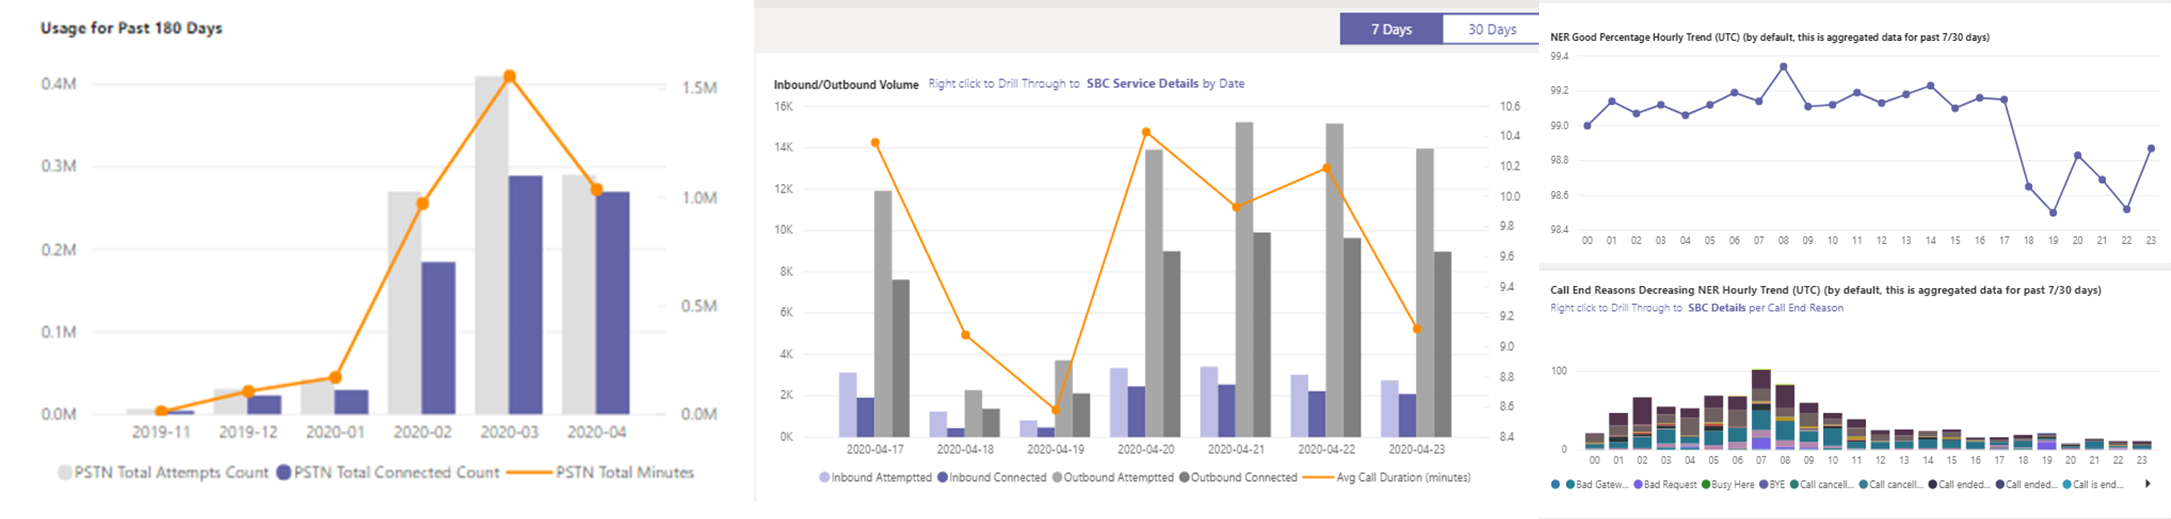 Usage for Past 180 Days
0.4M
0.3M
0.2M
0.1M
0.0M
1.5M
1.0M
0.5M
0.0M
2019-11 2019-12 2020-01 2020-02 2020-03 2020-04
PSTN Total Attempts Count PSTN Total Connected Count PSTN Total Minutes
7 Days 30 Days
Inbound/Outbound Volume Right click to Drill Through to SBC Service Details by Date
16K
14K
12K
10K
8K
6K
4K
2K
0K
10.6
10.4
10.2
10.0
9.8
9.6
9.4
9.2
9.0
8.8
8.6
8.4
2020-04-17 2020-04-18 2020-04-19 2020-04-20 2020-04-21 2020-04-22 2020-04-23
Inbound Attemptted Inbound Connected Outbound Attemptted Outbound Connected Avg Call Duration (minutes)
NER Good Percentage Hourly Trend (UTC) (by default, this is aggregated data for past 7/30 days)
99.4
99.2
99.0
98.8
98.6
98.4
00 01 02 03 04 05 06 07 08 09 10 11 12 13 14 15 16 17 18 19 20 21 22 23
Call End Reasons Decreasing NER Hourly Trend (UTC) (by default, this is aggregated data for past 7/30 days)
Right click to Drill Through to SBC Details per Call End Reason
100
0
00 01 02 03 04 05 06 07 08 09 10 11 12 13 14 15 16 17 18 19 20 21 22 23
Bad Gatew... Bad Request Busy Here BYE Call cancell... Call cancell... Call ended... Call ended... Call is end...